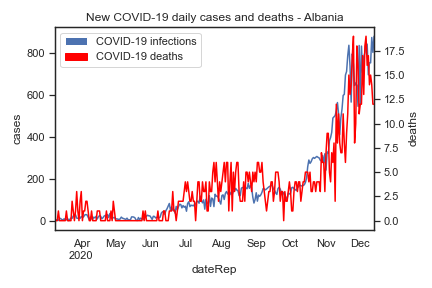 New COVID-19 daily cases and deaths - Albania
COVID-19 infections
COVID-19 deaths
800
600
400
200
0
cases
17.5
15.0
12.5
10.0
7.5
5.0
2.5
0.0
deaths
Apr May Jun Jul Aug Sep Oct Nov Dec
2020
dateRep